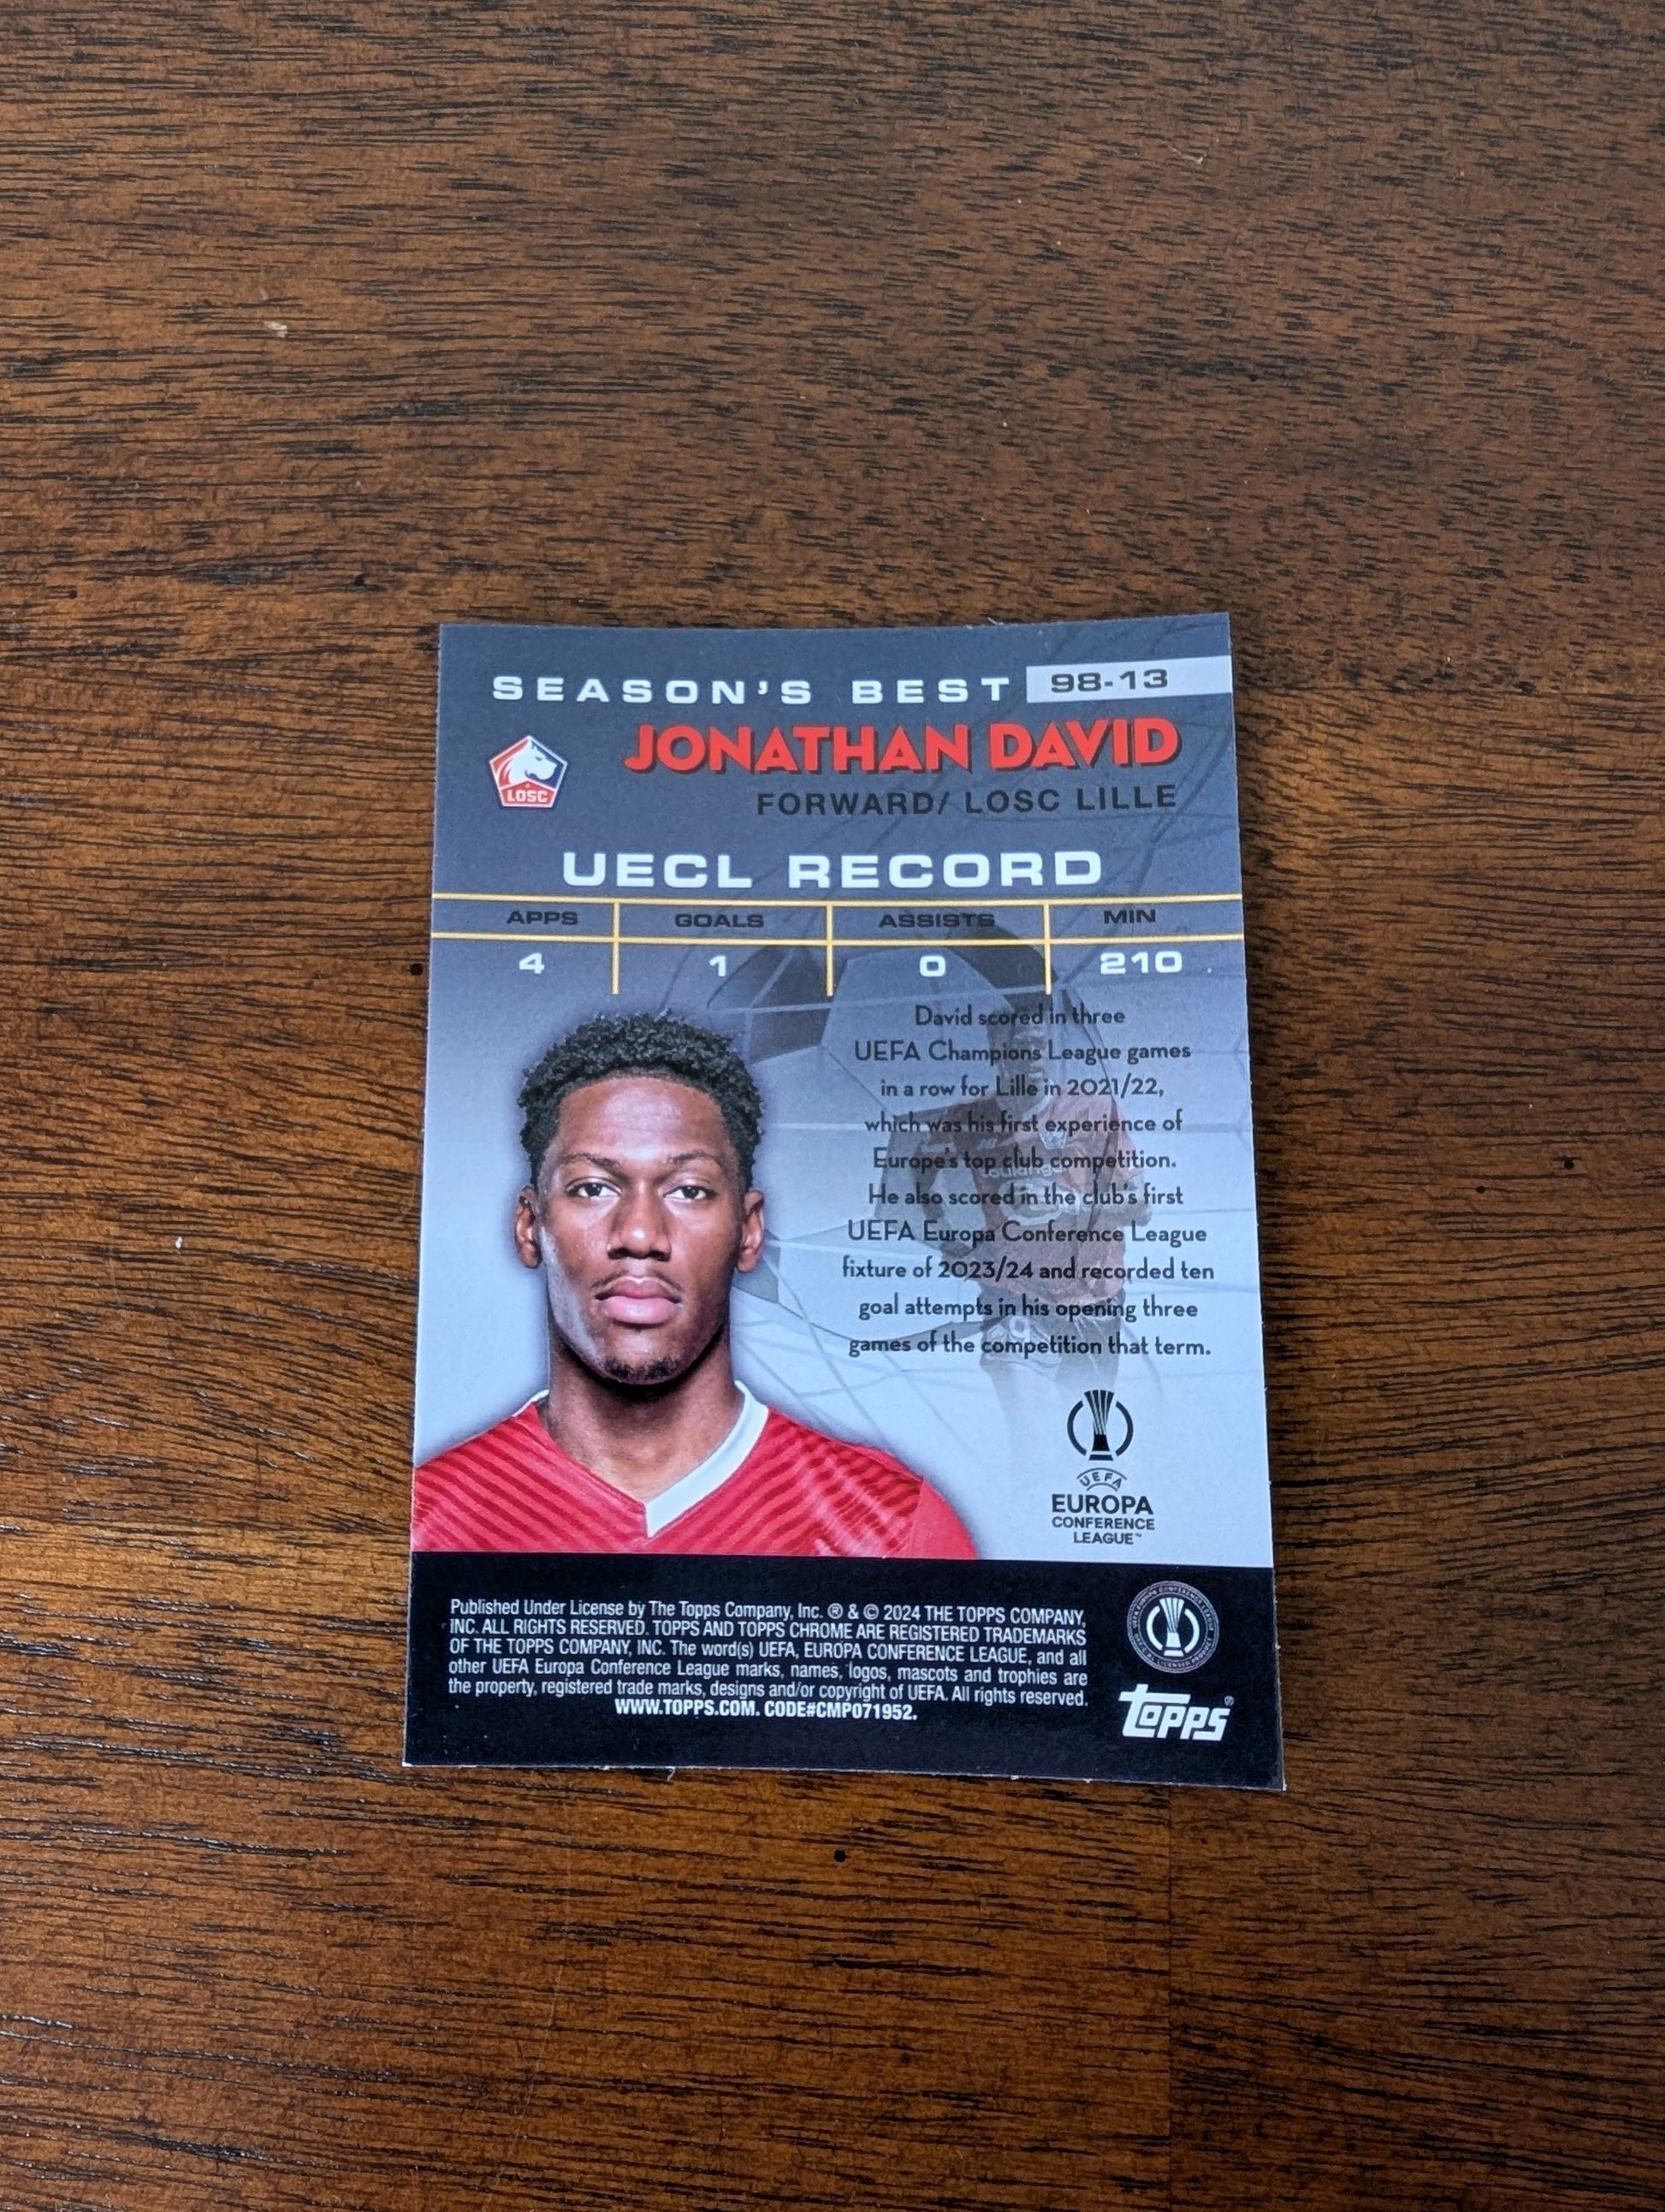 SEASON'S BEST 98-13
JONATHAN DAVID
LOSC
FORWARD/ LOSC LILLE
UECL RECORD
APPS GOALS ASSISTS MIN
4 1 0 210
David scored in three
UEFA Champions League games
in a row for Lille in 2021/22,
which was his first experience of
Europe's top club competition.
He also scored in the club's first
UEFA Europa Conference League
fixture of 2023/24 and recorded ten
goal attempts in his opening three
games of the competition that term.
UEFA
EUROPA
CONFERENCE
LEAGUE™
Published Under License by The Topps Company, Inc. ® & © 2024 THE TOPPS COMPANY,
INC. ALL RIGHTS RESERVED. TOPPS AND TOPPS CHROME ARE REGISTERED TRADEMARKS
OF THE TOPPS COMPANY, INC. The word(s) UEFA, EUROPA CONFERENCE LEAGUE, and all
other UEFA Europa Conference League marks, names, logos, mascots and trophies are
the property, registered trade marks, designs and/or copyright of UEFA. All rights reserved.
WWW.TOPPS.COM. CODE#CMP071952.
topps®